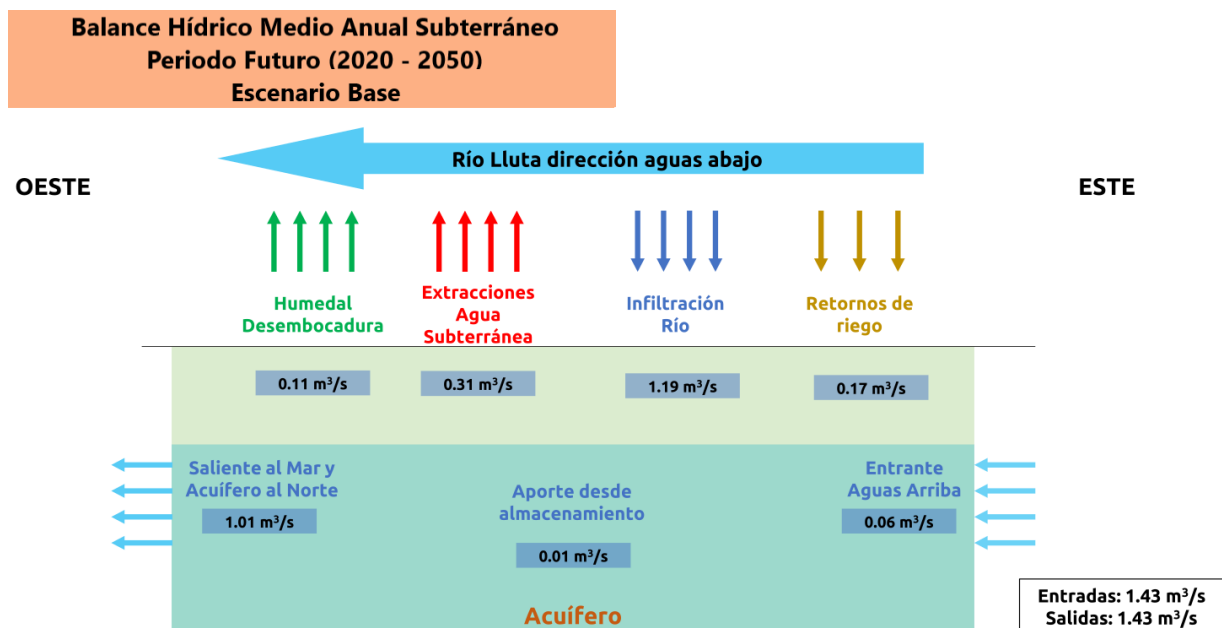 Balance Hídrico Medio Anual Subterráneo
Periodo Futuro (2020 - 2050)
Escenario Base
Río Lluta dirección aguas abajo
OESTE
ESTE
Humedal
Desembocadura
Extracciones
Agua
Subterránea
Infiltración
Río
Retornos de
riego
0.11 m³/s
0.31 m³/s
1.19 m³/s
0.17 m³/s
Saliente al Mar y
Acuífero al Norte
1.01 m³/s
Aporte desde
almacenamiento
0.01 m³/s
Entrante
Aguas Arriba
0.06 m³/s
Acuífero
Entradas: 1.43 m³/s
Salidas: 1.43 m³/s